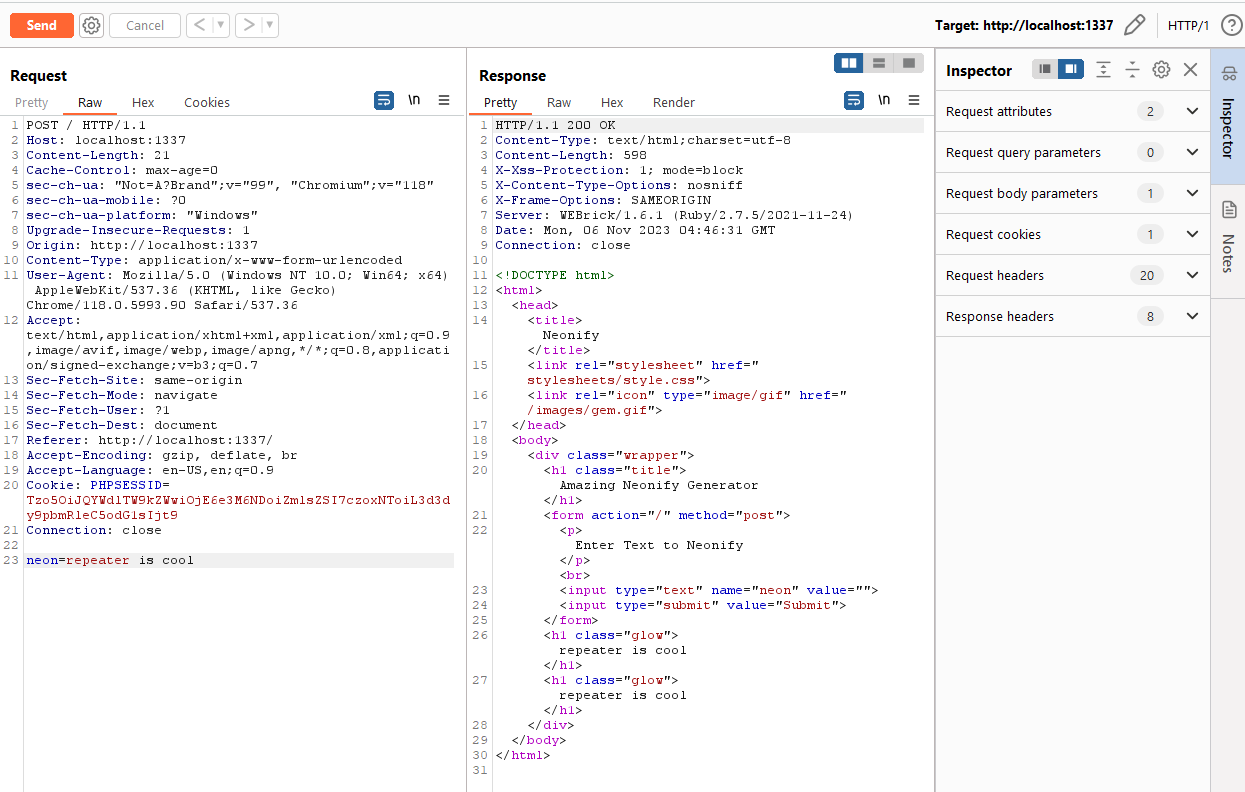 Send Cancel < > Target: http://localhost:1337 HTTP/1 ?
Request
Pretty Raw Hex Cookies \n
1 POST / HTTP/1.1
2 Host: localhost:1337
3 Content-Length: 21
4 Cache-Control: max-age=0
5 sec-ch-ua: "Not=A?Brand";v="99", "Chromium";v="118"
6 sec-ch-ua-mobile: ?0
7 sec-ch-ua-platform: "Windows"
8 Upgrade-Insecure-Requests: 1
9 Origin: http://localhost:1337
10 Content-Type: application/x-www-form-urlencoded
11 User-Agent: Mozilla/5.0 (Windows NT 10.0; Win64; x64)
AppleWebKit/537.36 (KHTML, like Gecko)
Chrome/118.0.5993.90 Safari/537.36
12 Accept:
text/html,application/xhtml+xml,application/xml;q=0.9
,image/avif,image/webp,image/apng,*/*;q=0.8,applicati
on/signed-exchange;v=b3;q=0.7
13 Sec-Fetch-Site: same-origin
14 Sec-Fetch-Mode: navigate
15 Sec-Fetch-User: ?1
16 Sec-Fetch-Dest: document
17 Referer: http://localhost:1337/
18 Accept-Encoding: gzip, deflate, br
19 Accept-Language: en-US,en;q=0.9
20 Cookie: PHPSESSID=
Tzo5OiJQYWdlTW9kZWwiOjE6e3M6NDoiZmlsZSI7czoxNToiL3d3d
y9pbmRleC5odG1sIjt9
21 Connection: close
22
23 neon=repeater is cool
Response
Pretty Raw Hex Render \n
1 HTTP/1.1 200 OK
2 Content-Type: text/html;charset=utf-8
3 Content-Length: 598
4 X-Xss-Protection: 1; mode=block
5 X-Content-Type-Options: nosniff
6 X-Frame-Options: SAMEORIGIN
7 Server: WEBrick/1.6.1 (Ruby/2.7.5/2021-11-24)
8 Date: Mon, 06 Nov 2023 04:46:31 GMT
9 Connection: close
10
11 <!DOCTYPE html>
12 <html>
13 <head>
14 <title>
Neonify
</title>
15 <link rel="stylesheet" href="
stylesheets/style.css">
16 <link rel="icon" type="image/gif" href="
/images/gem.gif">
17 </head>
18 <body>
19 <div class="wrapper">
20 <h1 class="title">
Amazing Neonify Generator
</h1>
21 <form action="/" method="post">
22 <p>
Enter Text to Neonify
</p>
<br>
23 <input type="text" name="neon" value="">
24 <input type="submit" value="Submit">
25 </form>
26 <h1 class="glow">
repeater is cool
</h1>
27 <h1 class="glow">
repeater is cool
</h1>
28 </div>
29 </body>
30 </html>
31
Inspector
Request attributes 2
Request query parameters 0
Request body parameters 1
Request cookies 1
Request headers 20
Response headers 8
Inspector
Notes